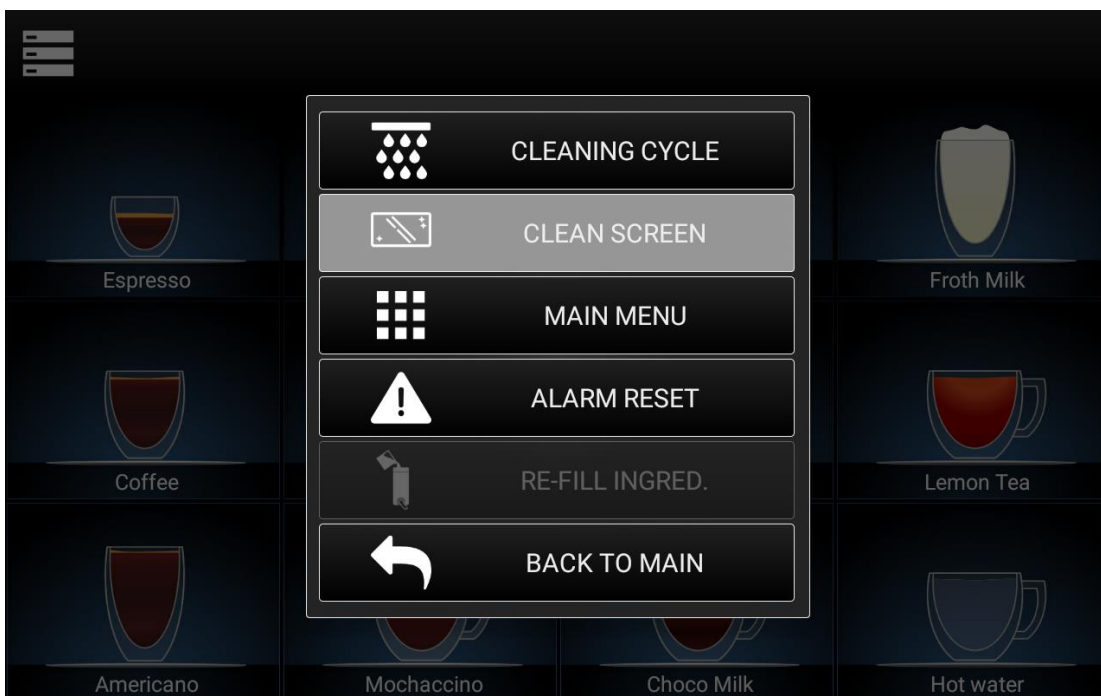 CLEANING CYCLE
CLEAN SCREEN
MAIN MENU
ALARM RESET
RE-FILL INGRED.
BACK TO MAIN
Espresso
Froth Milk
Coffee
Lemon Tea
Americano
Mochaccino
Choco Milk
Hot water